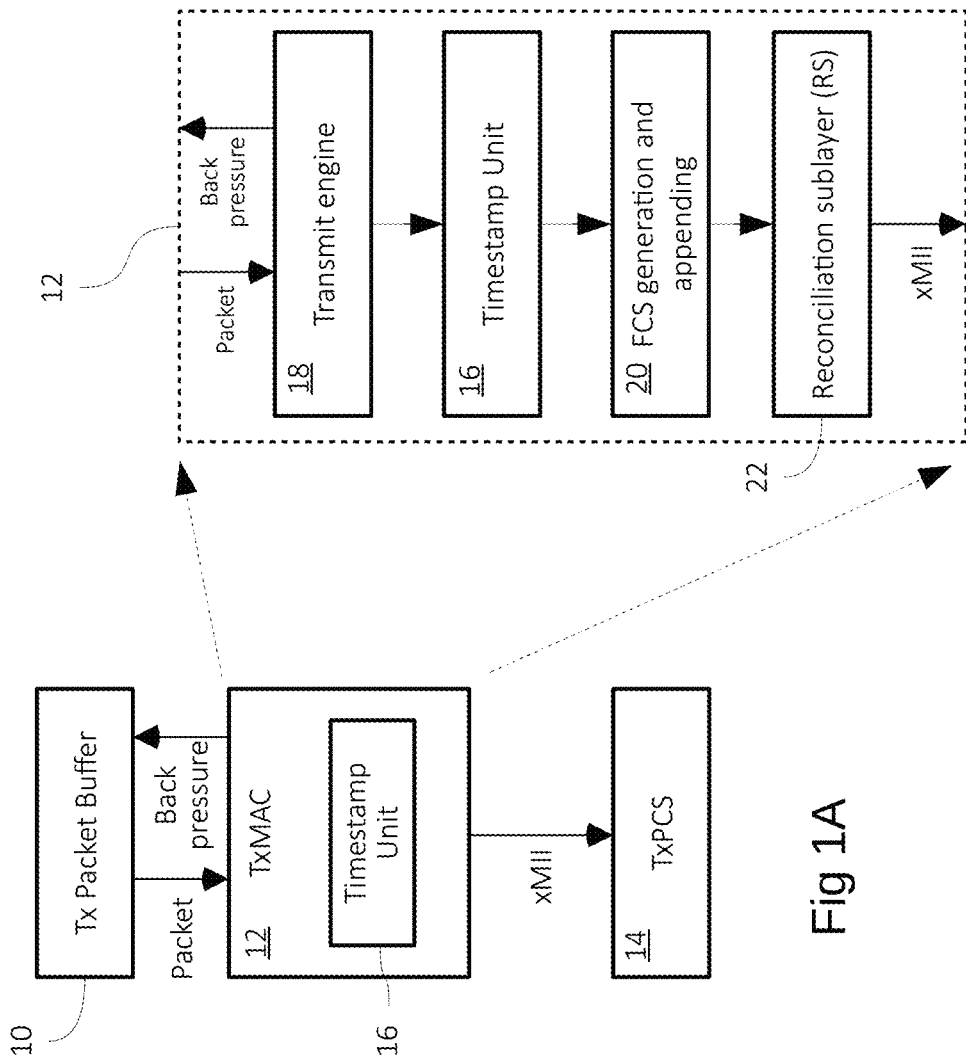 10
Tx Packet Buffer
Packet
Back
pressure
12
TxMAC
16
Timestamp
Unit
xMII
14
TxPCS
12
Packet
Back
pressure
18
Transmit engine
16
Timestamp Unit
20 FCS generation and
appending
22
Reconciliation sublayer (RS)
xMII
Fig 1A